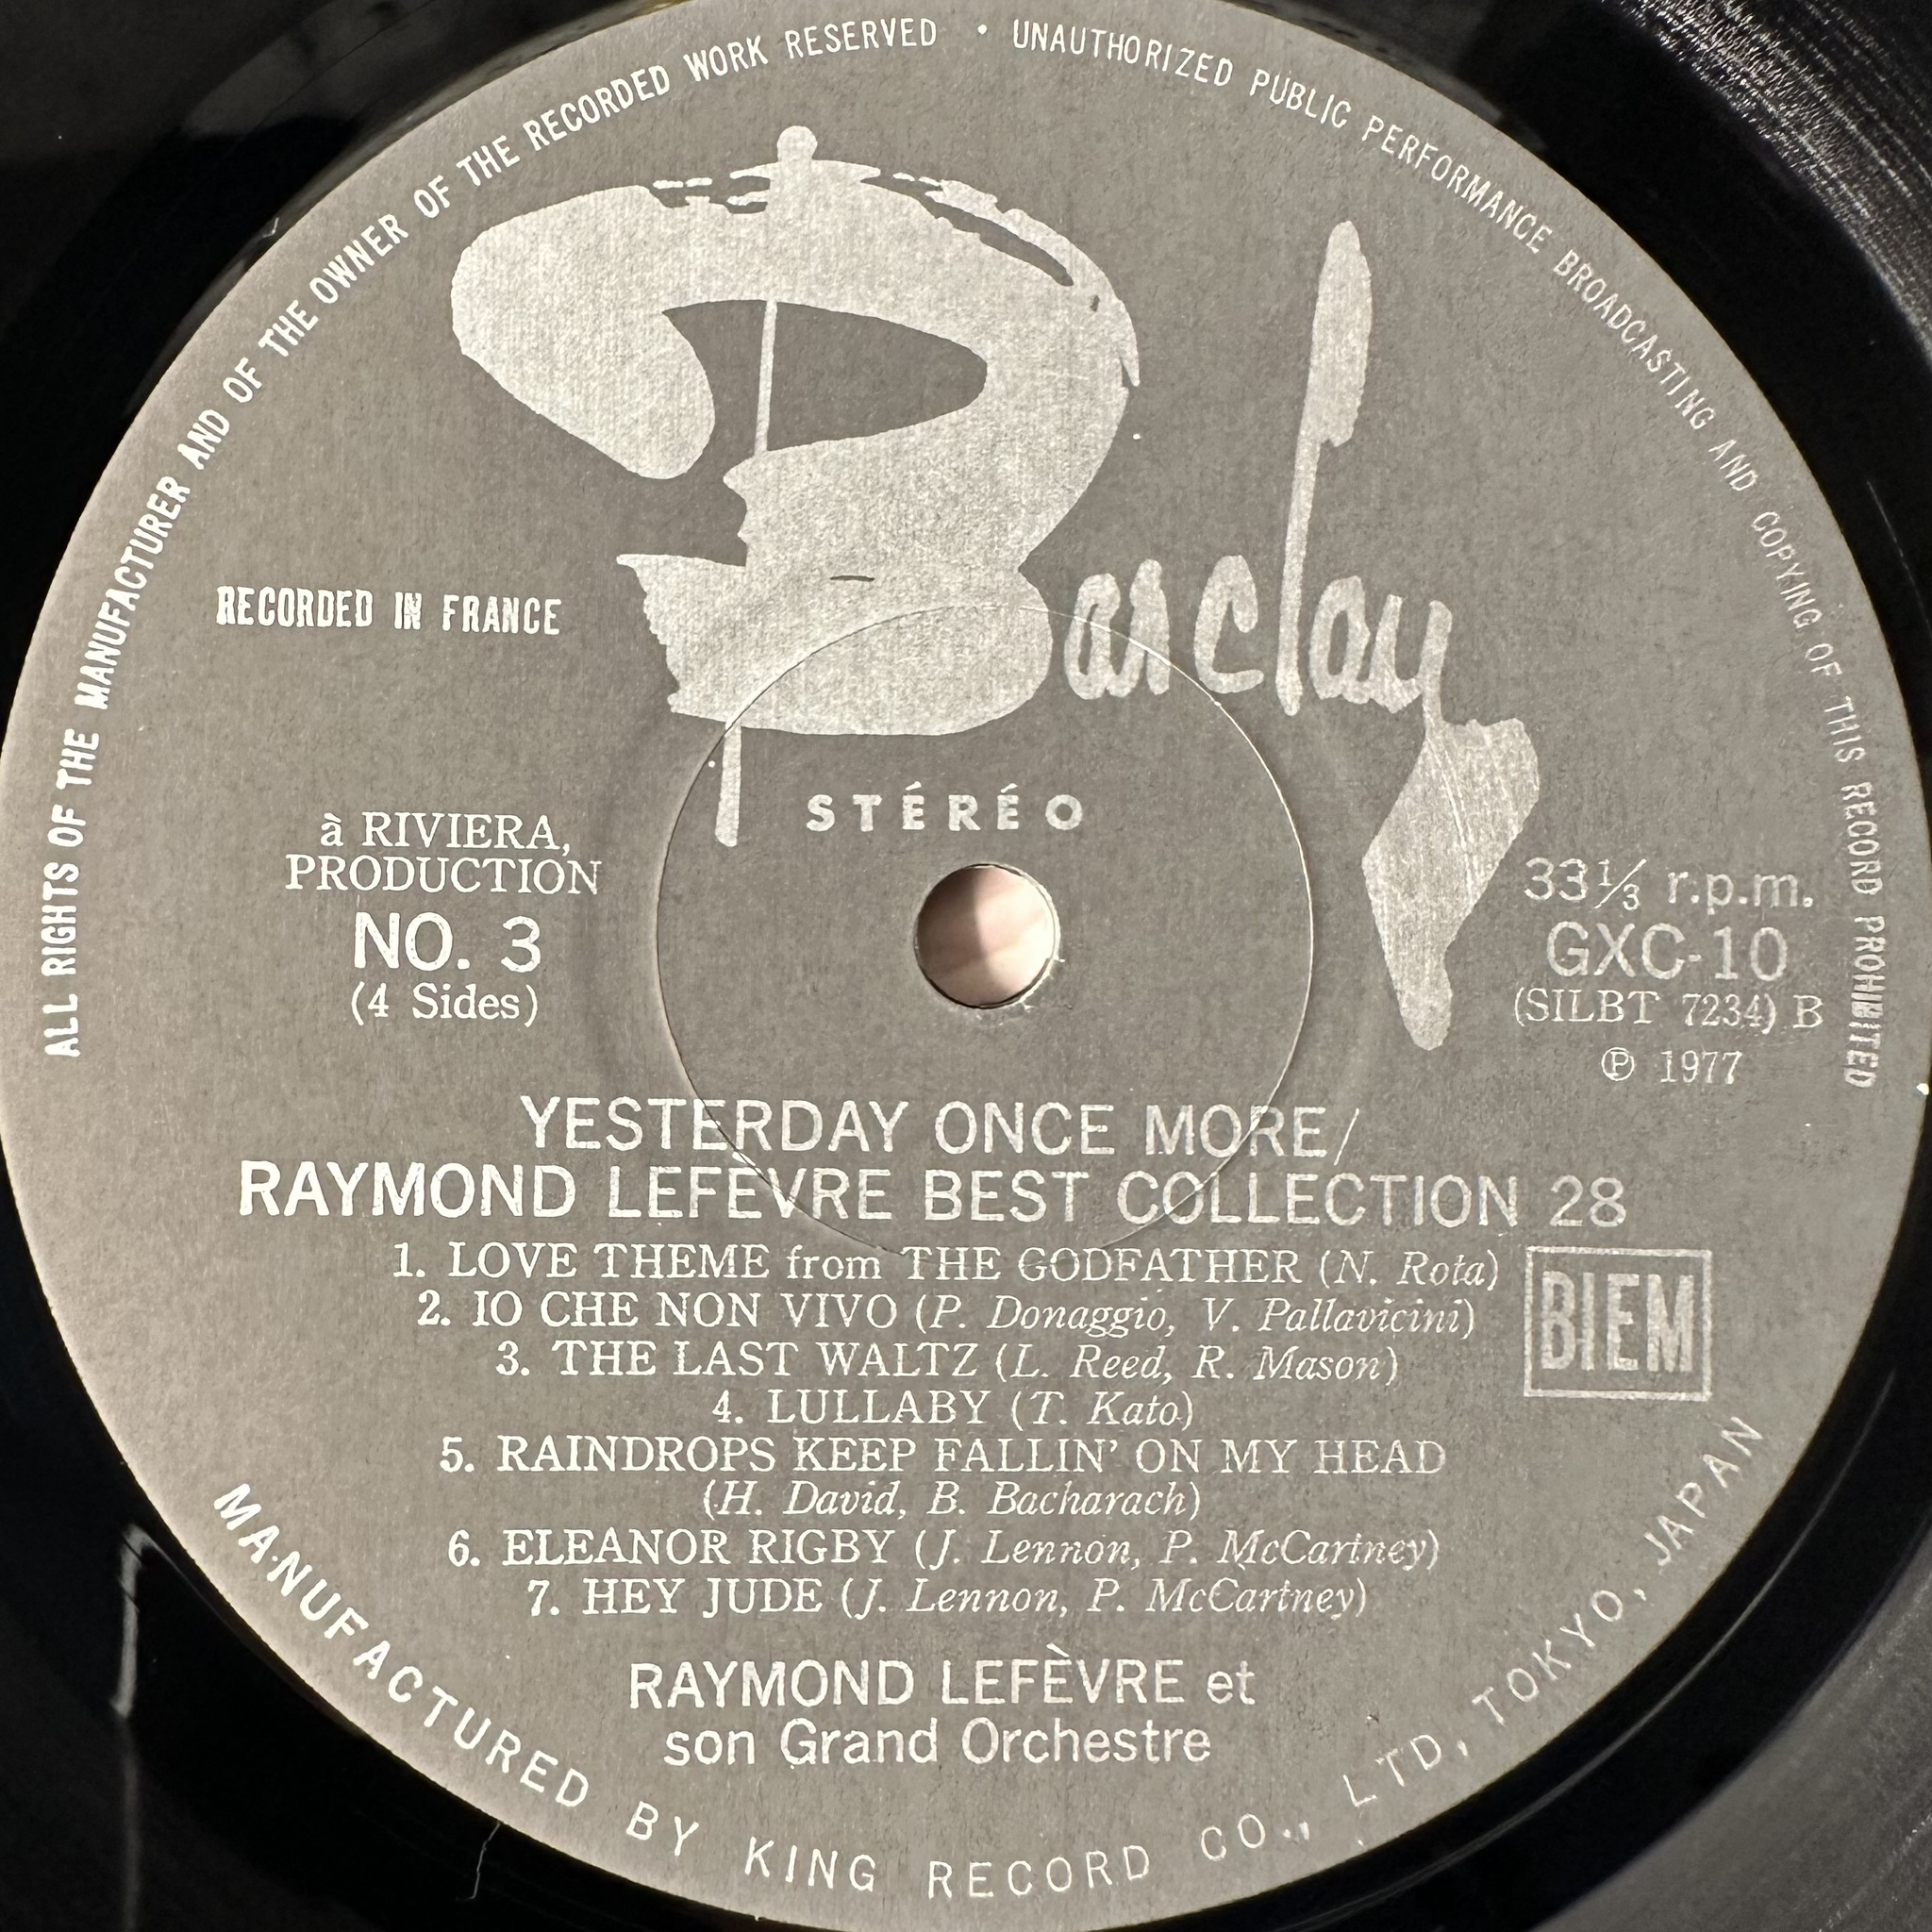 ALL RIGHTS OF THE MANUFACTURER AND OF THE OWNER OF THE RECORDED WORK RESERVED • UNAUTHORIZED PUBLIC PERFORMANCE BROADCASTING AND COPYING OF THIS RECORD PROHIBITED
Barclay
RECORDED IN FRANCE
STÉRÉO
à RIVIERA,
PRODUCTION
NO. 3
(4 Sides)
33⅓ r.p.m.
GXC-10
(SILBT 7234) B
Ⓟ 1977
YESTERDAY ONCE MORE/
RAYMOND LEFÈVRE BEST COLLECTION 28
1. LOVE THEME from THE GODFATHER (N. Rota)
2. IO CHE NON VIVO (P. Donaggio, V. Pallavicini)
3. THE LAST WALTZ (L. Reed, R. Mason)
4. LULLABY (T. Kato)
5. RAINDROPS KEEP FALLIN' ON MY HEAD
(H. David, B. Bacharach)
6. ELEANOR RIGBY (J. Lennon, P. McCartney)
7. HEY JUDE (J. Lennon, P. McCartney)
BIEM
RAYMOND LEFÈVRE et
son Grand Orchestre
MANUFACTURED BY KING RECORD CO., LTD, TOKYO, JAPAN